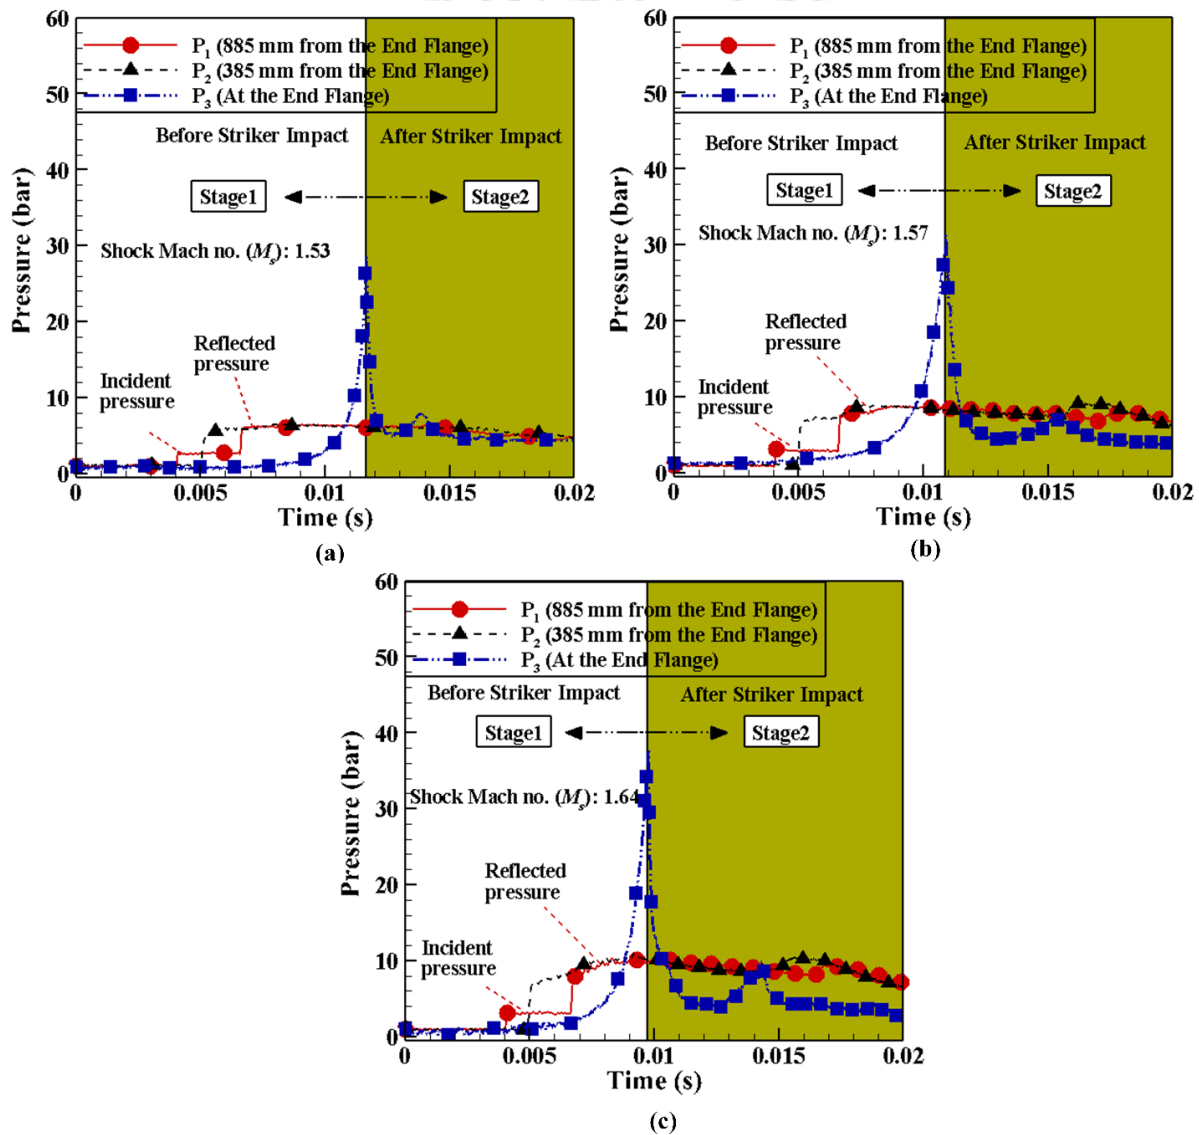 60
P1 (885 mm from the End Flange)
P2 (385 mm from the End Flange)
P3 (At the End Flange)
50
Before Striker Impact
After Striker Impact
40
Stage1
Stage2
Shock Mach no. (Ms): 1.53
30
20
Reflected
pressure
Incident
pressure
10
0
Pressure (bar)
0 0.005 0.01 0.015 0.02
Time (s)
(a)
60
P1 (885 mm from the End Flange)
P2 (385 mm from the End Flange)
P3 (At the End Flange)
50
Before Striker Impact
After Striker Impact
40
Stage1
Stage2
Shock Mach no. (Ms): 1.57
30
20
Reflected
pressure
Incident
pressure
10
0
Pressure (bar)
0 0.005 0.01 0.015 0.02
Time (s)
(b)
60
P1 (885 mm from the End Flange)
P2 (385 mm from the End Flange)
P3 (At the End Flange)
50
Before Striker Impact
After Striker Impact
40
Stage1
Stage2
Shock Mach no. (Ms): 1.64
30
20
Reflected
pressure
Incident
pressure
10
0
Pressure (bar)
0 0.005 0.01 0.015 0.02
Time (s)
(c)